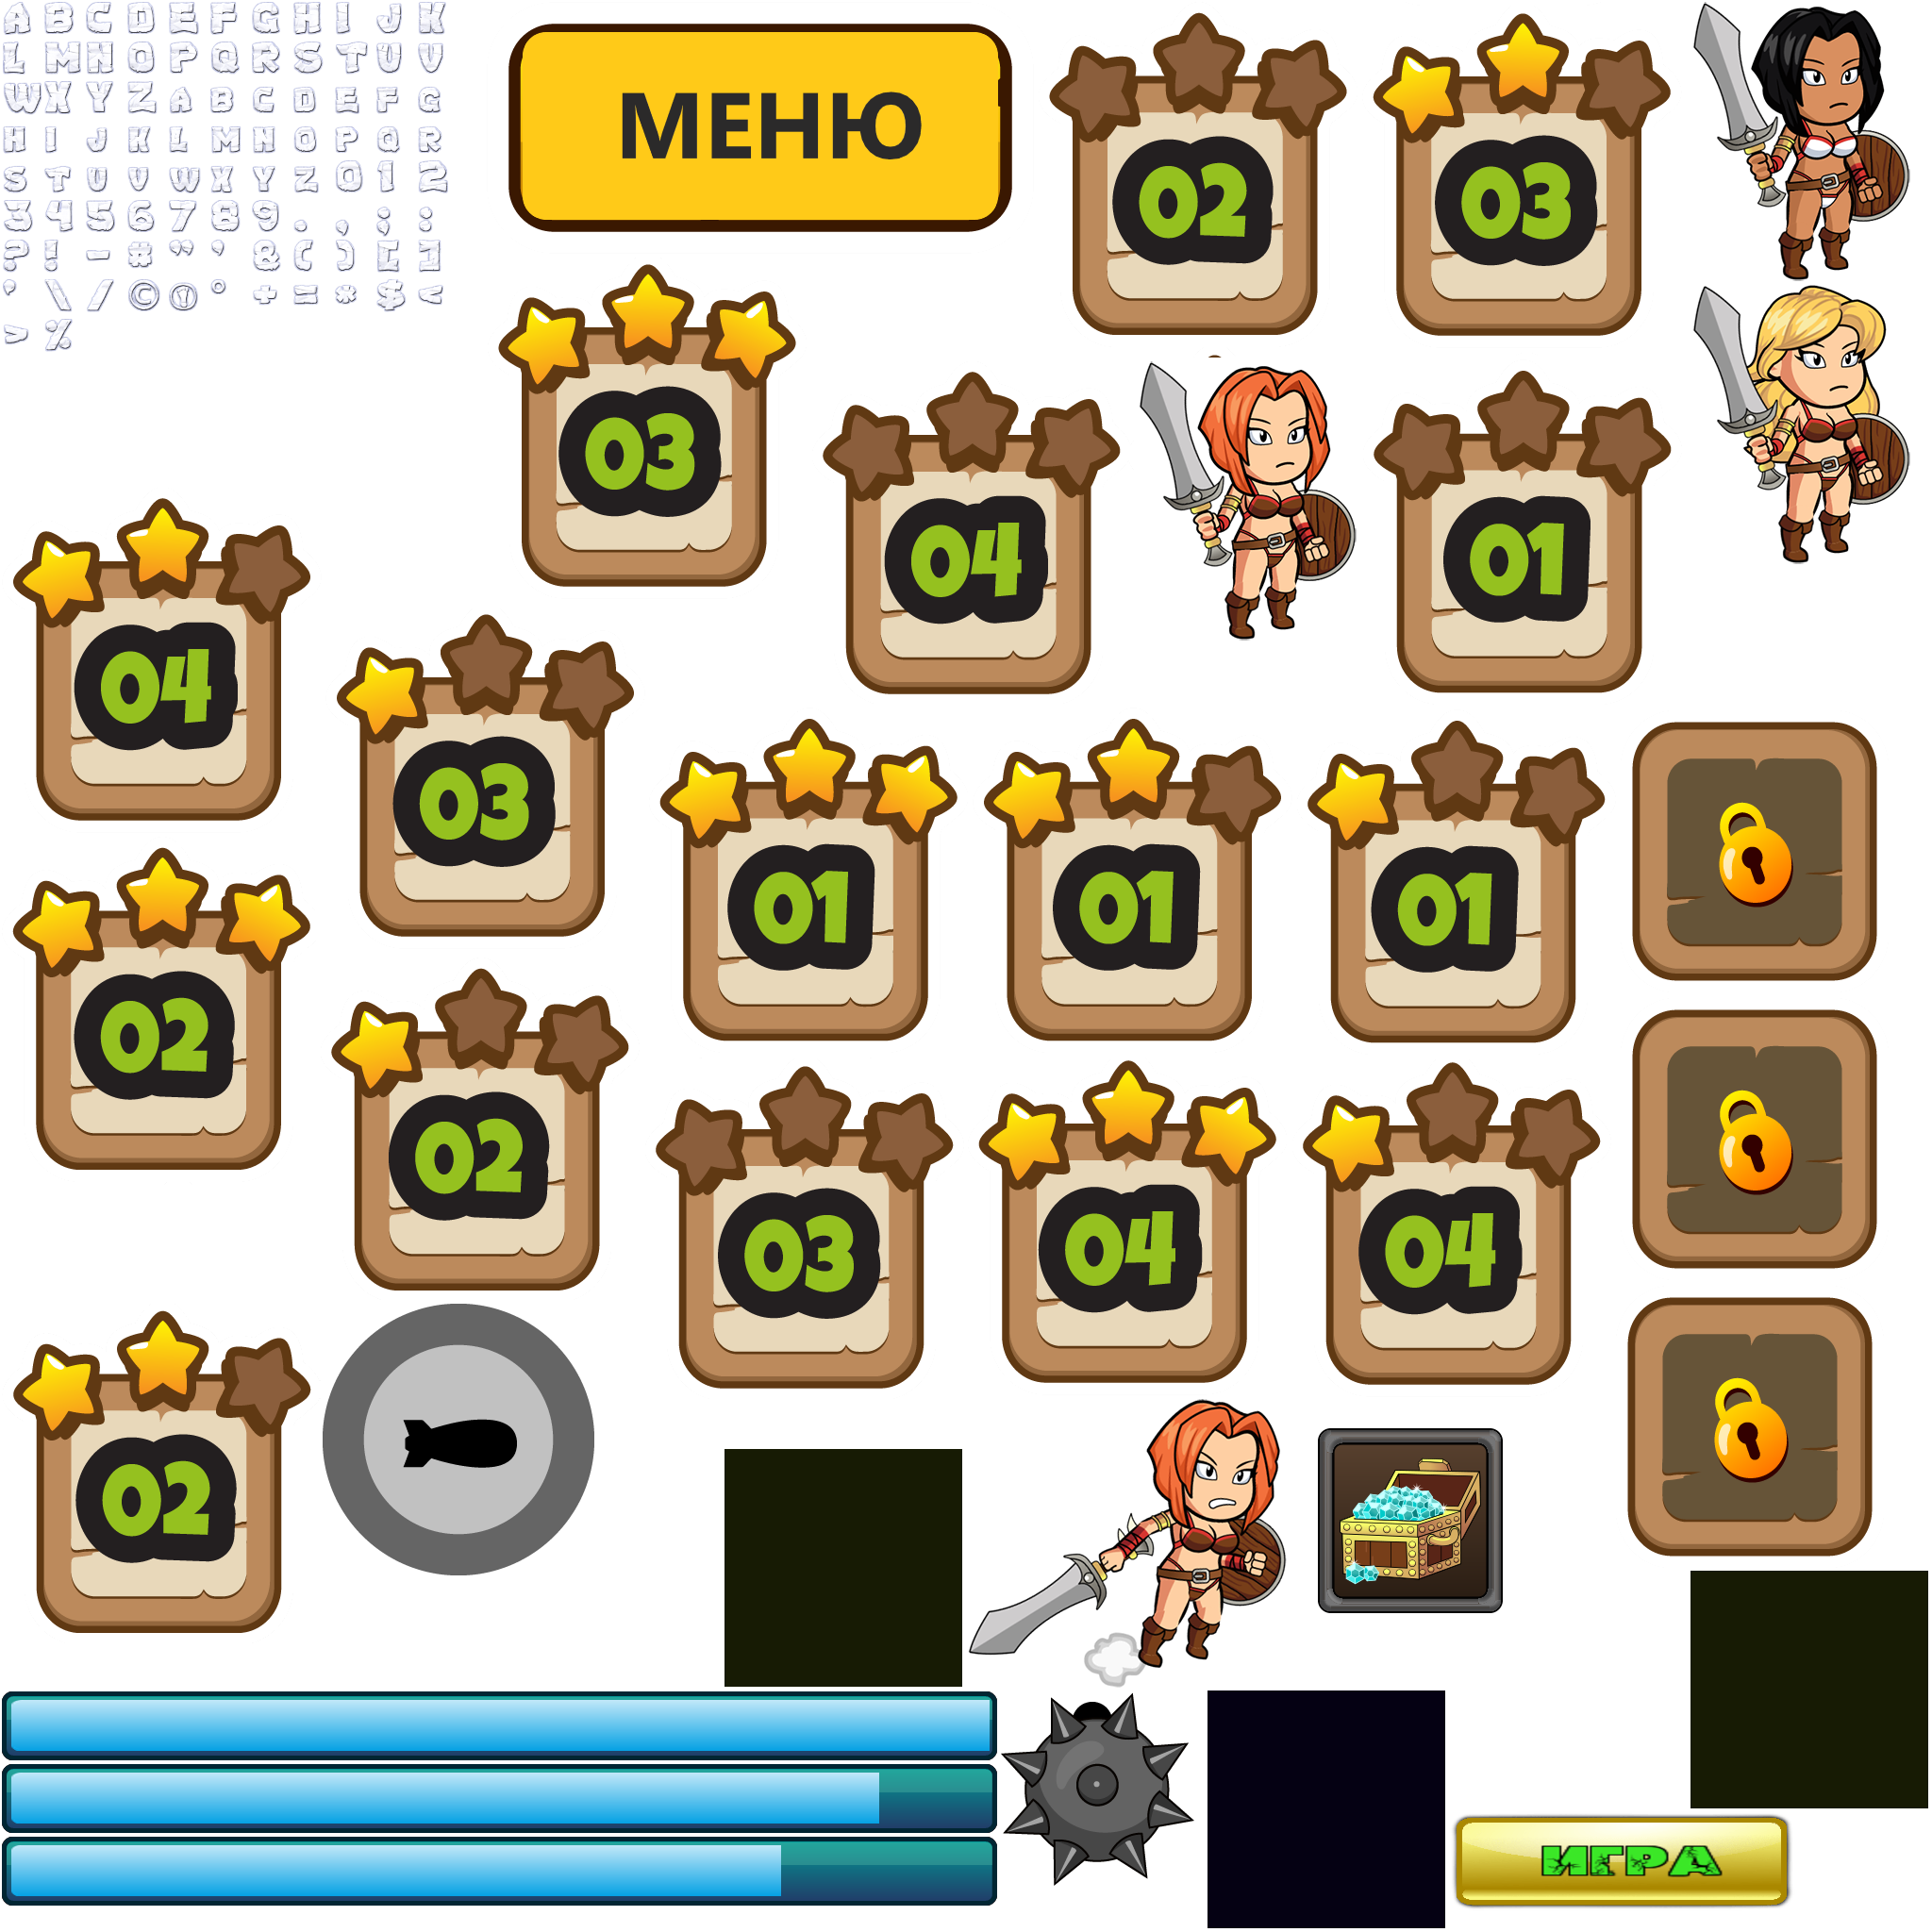 A B C D E F G H I J K
L M N O P Q R S T U V
W X Y Z A B C D E F G
H I J K L M N O P Q R
S T U V W X Y Z 0 1 2
3 4 5 6 7 8 9 . , ; :
? ! - # " ' & ( ) [ ]
' \ / © ° + = * $ <
> %
МЕНЮ
02
03
03
04
01
04
03
01
01
01
02
02
03
04
04
02
ИГРА